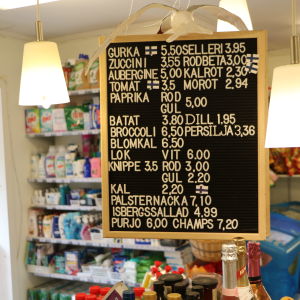 GURKA 5.50 SELLERI 3.95
ZUCCINI 3.55 RODBETA 3.00
AUBERGINE 5,00 KALROT 2,30
TOMAT 3.5 MOROT 2.94
PAPRIKA ROD 5,00
GUL
BATAT 3.80 DILL 1.95
BROCCOLI 6.50 PERSILJA 3,36
BLOMKAL 6.50
LOK VIT 6.00
KNIPPE 3.5 ROD 3,00
GUL 2.20
KAL 2,20
PALSTERNACKA 7,10
ISBERGSSALLAD 4,99
PURJO 6,00 CHAMPS 7,20